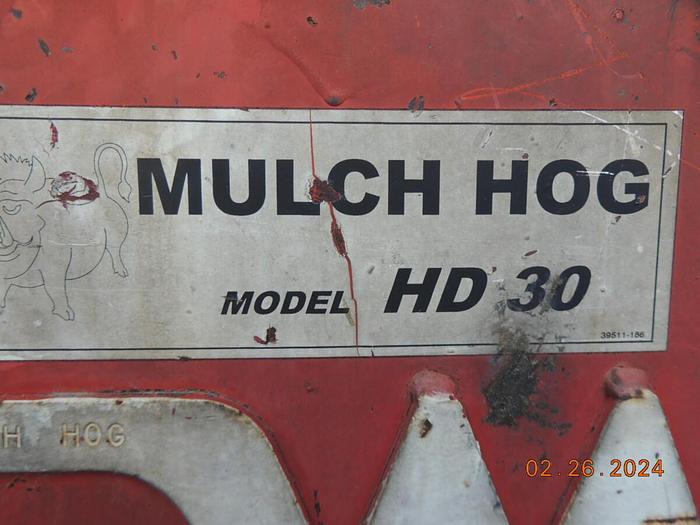 MULCH HOG
MODEL HD 30
39511-186
H HOG
02.26.2024